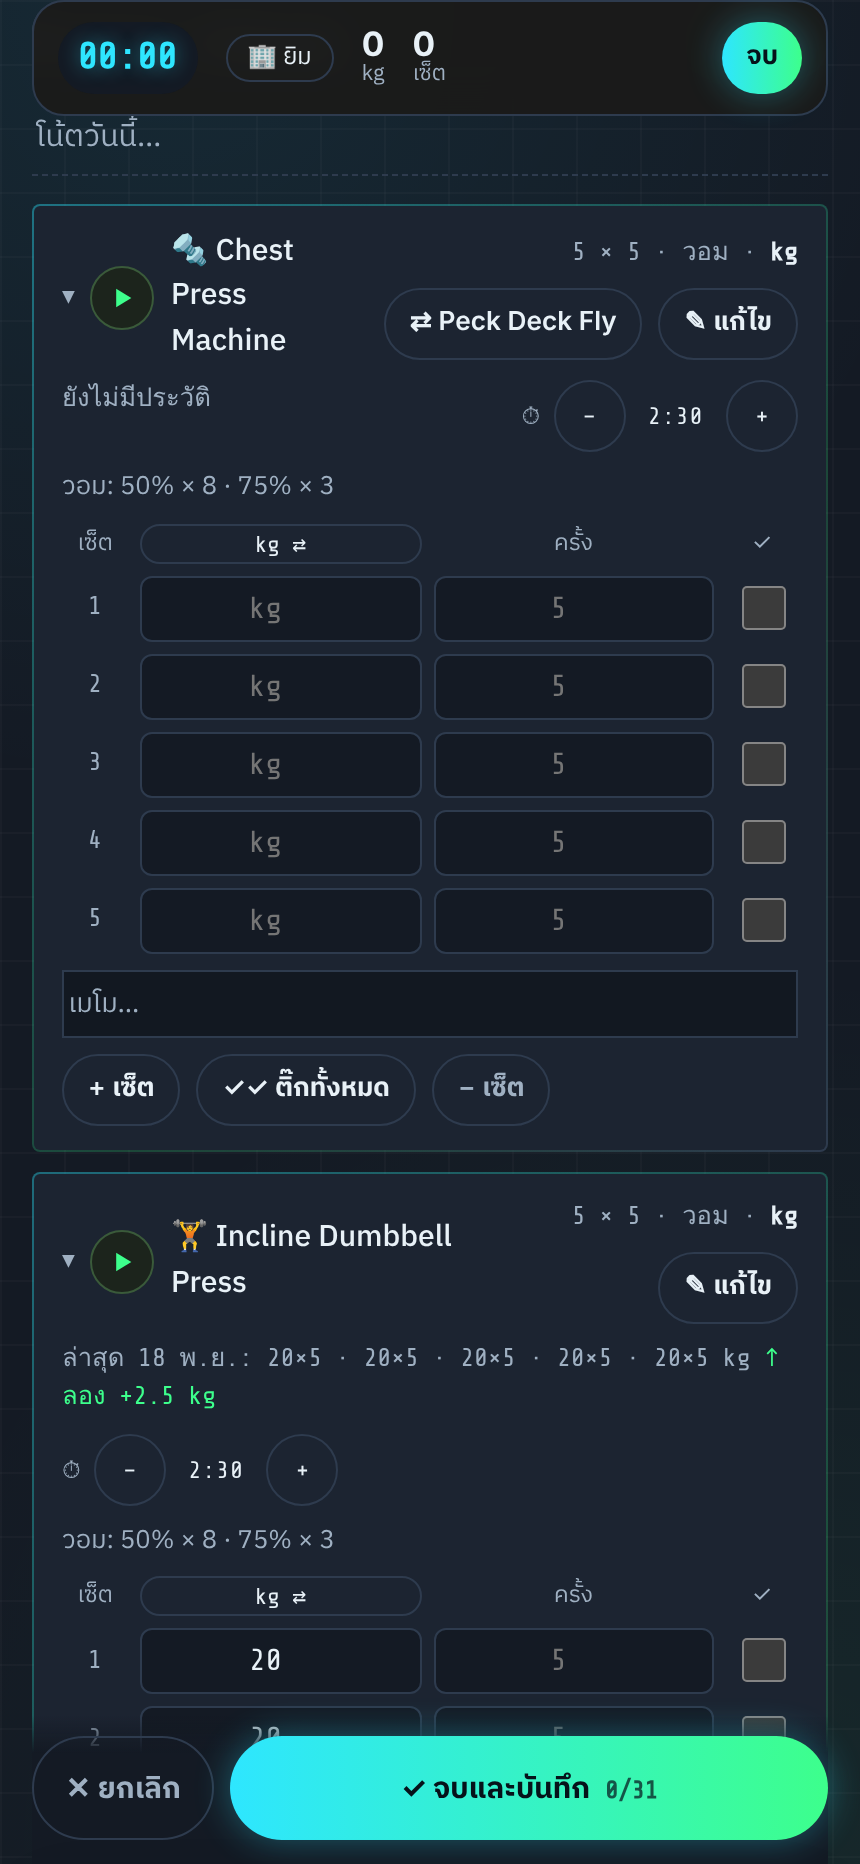 00:00 🏢 ยิม 0 kg 0 เซ็ต จบ
โน้ตวันนี้...
▼ ▶ 🔩 Chest Press Machine
5 × 5 · วอม · kg
⇄ Peck Deck Fly ✎ แก้ไข
ยังไม่มีประวัติ ⏱ − 2:30 +
วอม: 50% × 8 · 75% × 3
เซ็ต kg ⇄ ครั้ง ✓
1 kg 5
2 kg 5
3 kg 5
4 kg 5
5 kg 5
เมโม...
+ เซ็ต ✓✓ ติ๊กทั้งหมด − เซ็ต
▼ ▶ 🏋️ Incline Dumbbell Press
5 × 5 · วอม · kg
✎ แก้ไข
ล่าสุด 18 พ.ย.: 20×5 · 20×5 · 20×5 · 20×5 · 20×5 kg ↑
ลอง +2.5 kg
⏱ − 2:30 +
วอม: 50% × 8 · 75% × 3
เซ็ต kg ⇄ ครั้ง ✓
1 20 5
2 20 5
✕ ยกเลิก ✓ จบและบันทึก 0/31